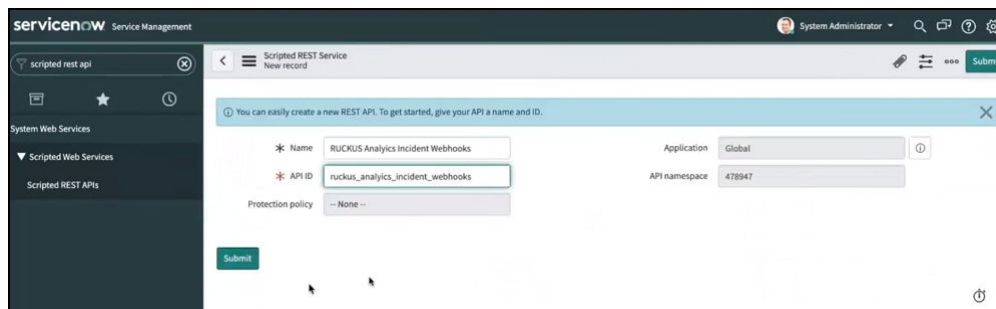 servicenow Service Management
System Administrator
scripted rest api
Scripted REST Service
New record
Subm
You can easily create a new REST API. To get started, give your API a name and ID.
System Web Services
Name RUCKUS Analyics Incident Webhooks
Application Global
Scripted Web Services
API ID ruckus_analyics_incident_webhooks
API namespace 478947
Scripted REST APIs
Protection policy -- None --
Submit